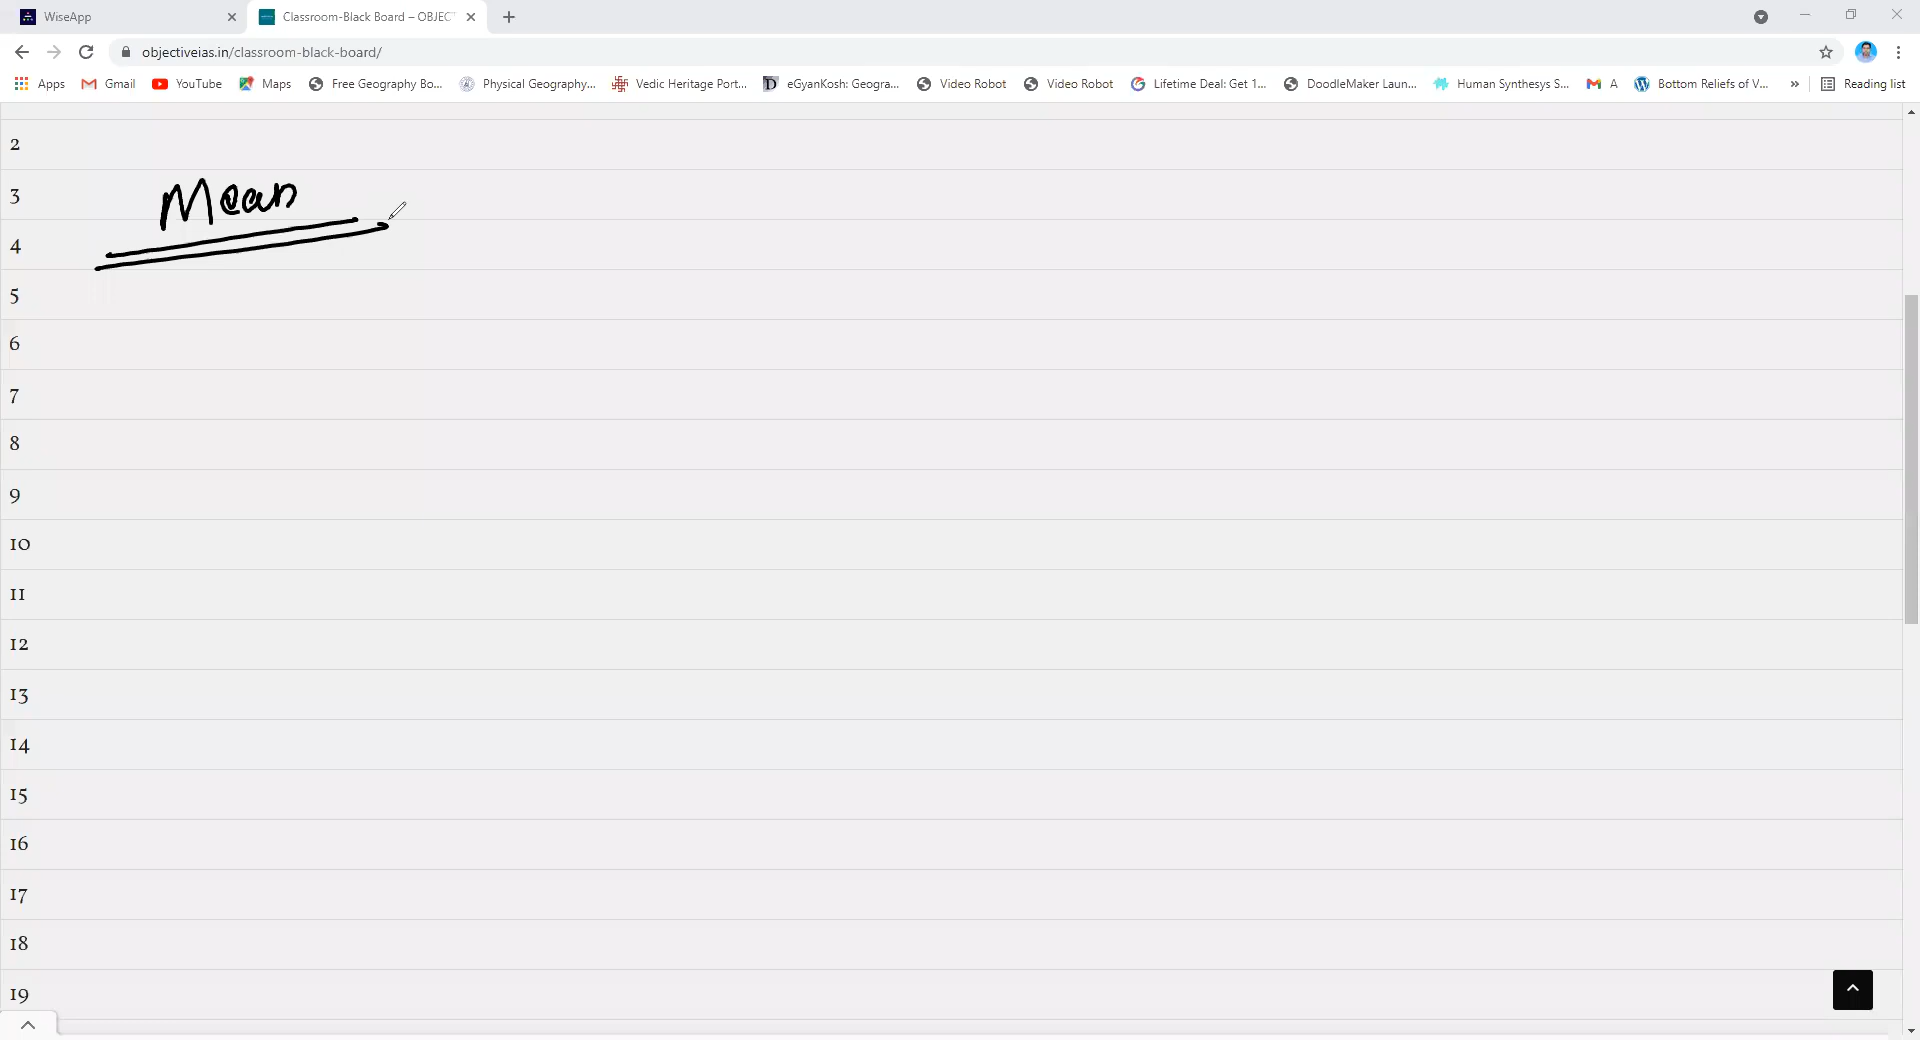 WiseApp
Classroom-Black Board – OBJECT
objectiveias.in/classroom-black-board/
Apps
Gmail
YouTube
Maps
Free Geography Bo...
Physical Geography...
Vedic Heritage Port...
eGyanKosh: Geogra...
Video Robot
Video Robot
Lifetime Deal: Get 1...
DoodleMaker Laun...
Human Synthesys S...
A
Bottom Reliefs of V...
»
Reading list
2
3
Mean
4
5
6
7
8
9
10
11
12
13
14
15
16
17
18
19